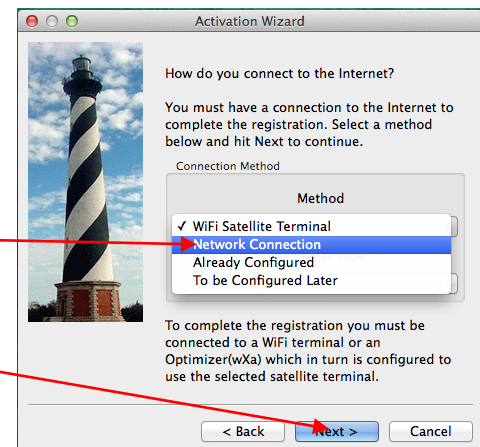 Activation Wizard
How do you connect to the Internet?
You must have a connection to the Internet to
complete the registration. Select a method
below and hit Next to continue.
Connection Method
Method
✓ WiFi Satellite Terminal
Network Connection
Already Configured
To be Configured Later
To complete the registration you must be
connected to a WiFi terminal or an
Optimizer(wXa) which in turn is configured to
use the selected satellite terminal.
< Back
Next >
Cancel